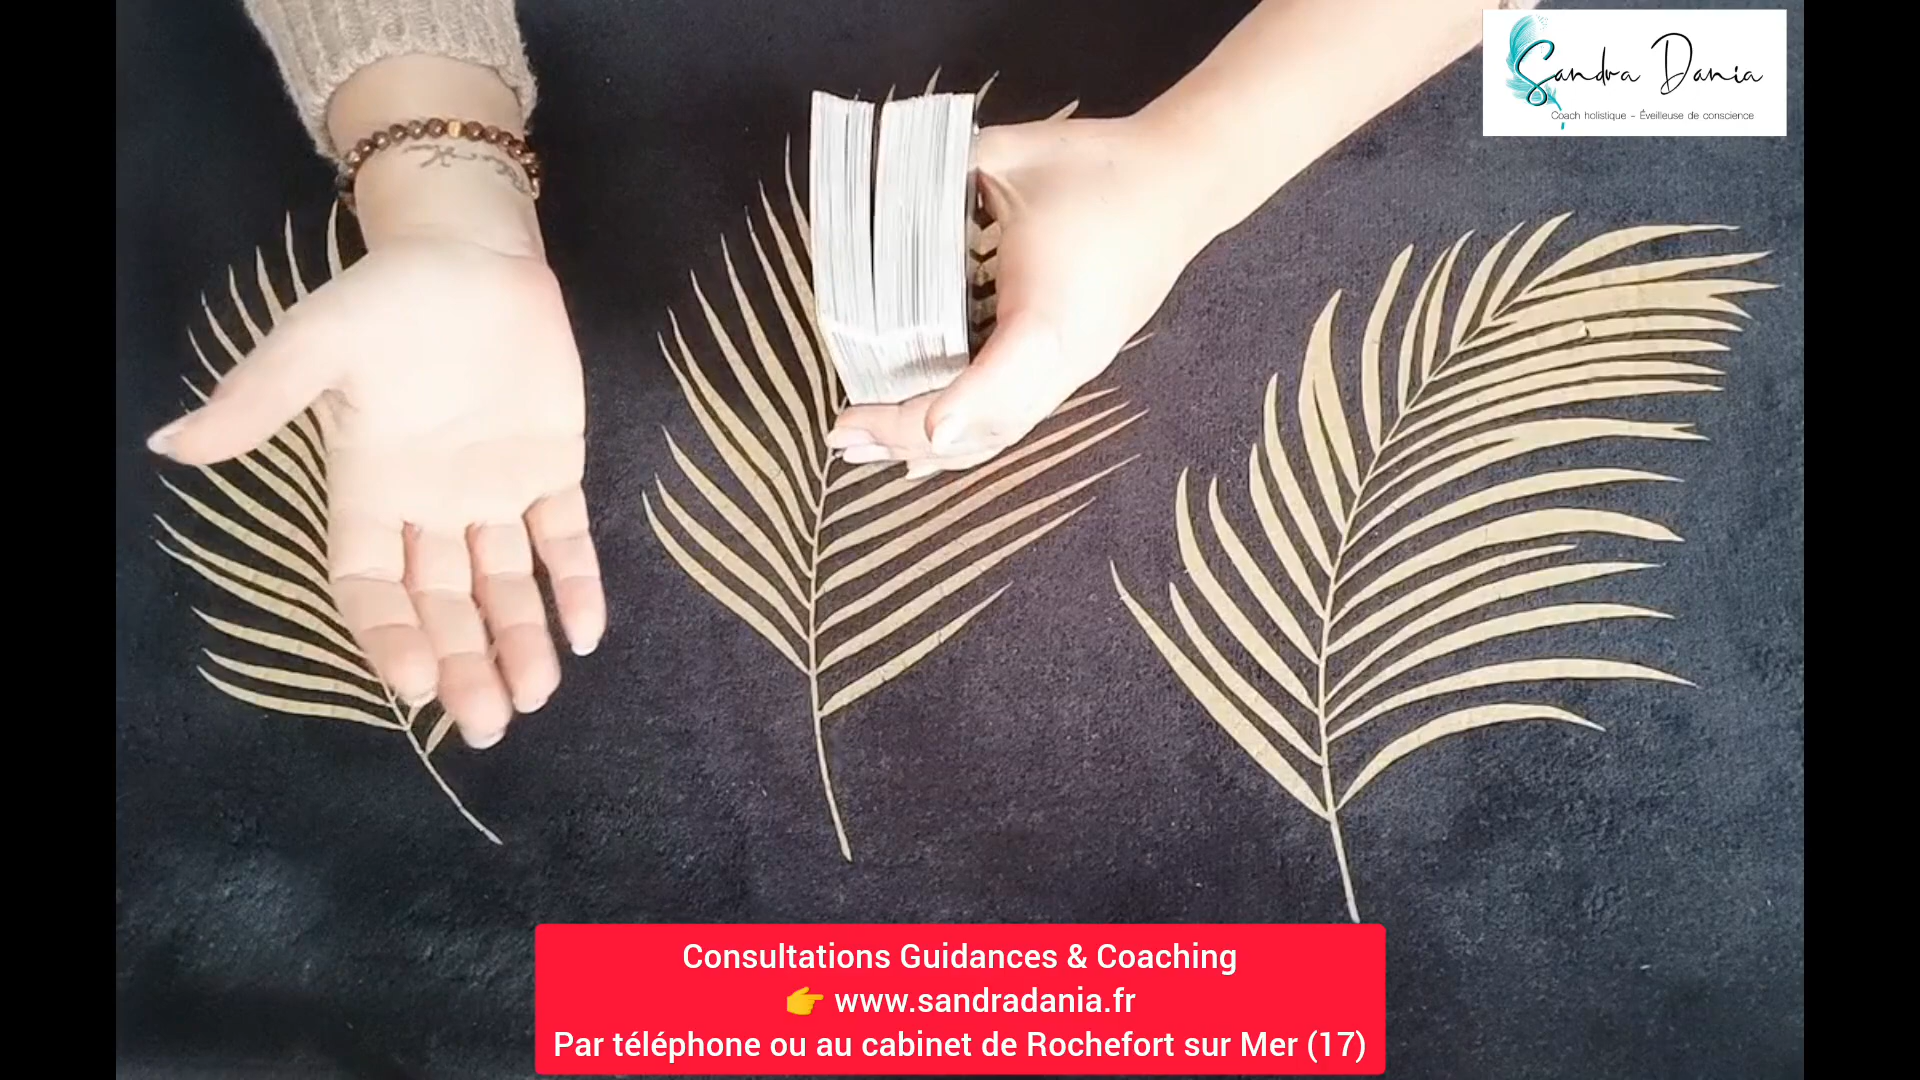 Sandra Dania
Coach holistique - Éveilleuse de conscience
Consultations Guidances & Coaching
👉 www.sandradania.fr
Par téléphone ou au cabinet de Rochefort sur Mer (17)